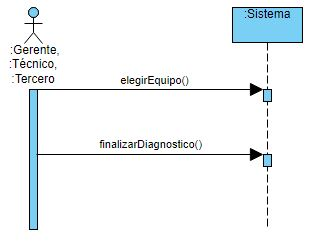 :Sistema
:Gerente,
:Técnico,
:Tercero
elegirEquipo()
finalizarDiagnostico()